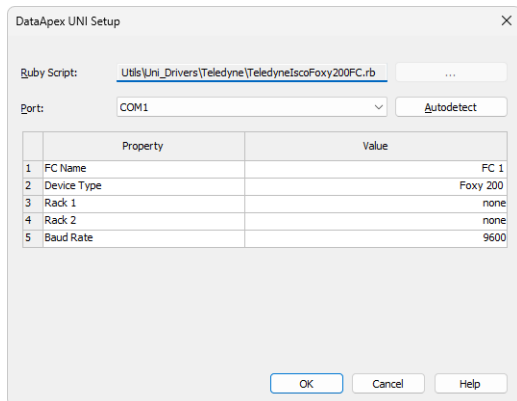 DataApex UNI Setup
Ruby Script: Utils\Uni_Drivers\Teledyne\TeledyneIscoFoxy200FC.rb ...
Port: COM1 Autodetect
Property Value
1 FC Name FC 1
2 Device Type Foxy 200
3 Rack 1 none
4 Rack 2 none
5 Baud Rate 9600
OK Cancel Help